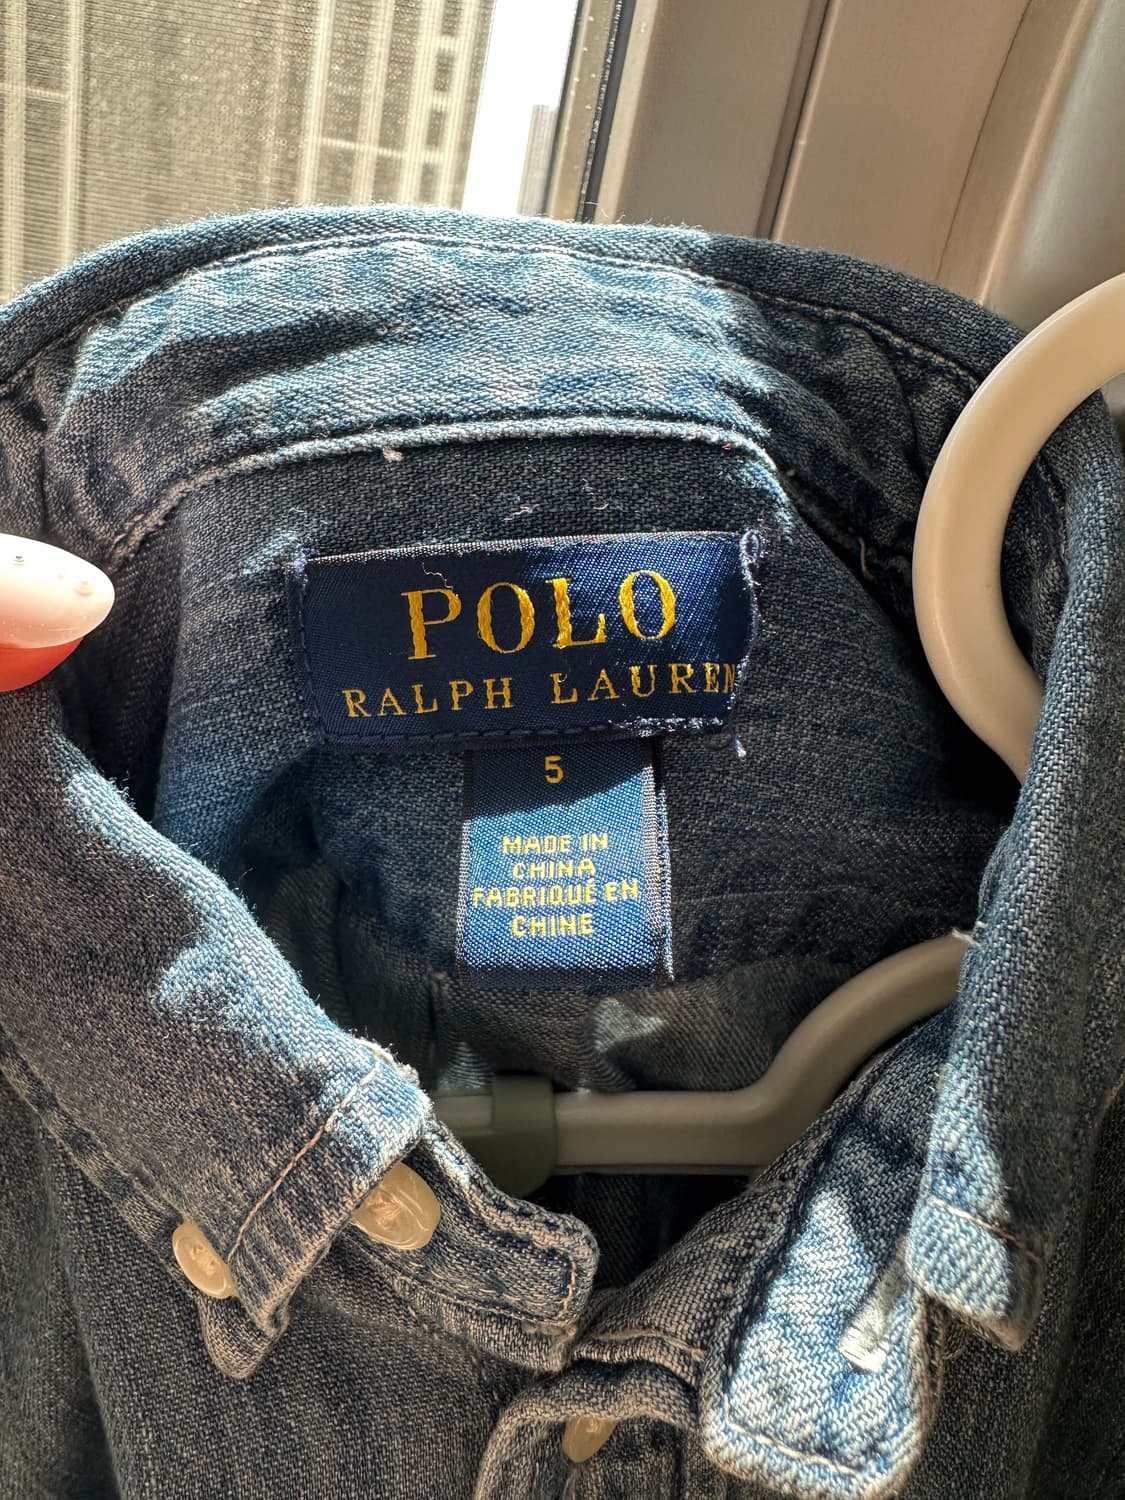 POLO
RALPH LAUREN
5
MADE IN
CHINA
FABRIQUÉ EN
CHINE